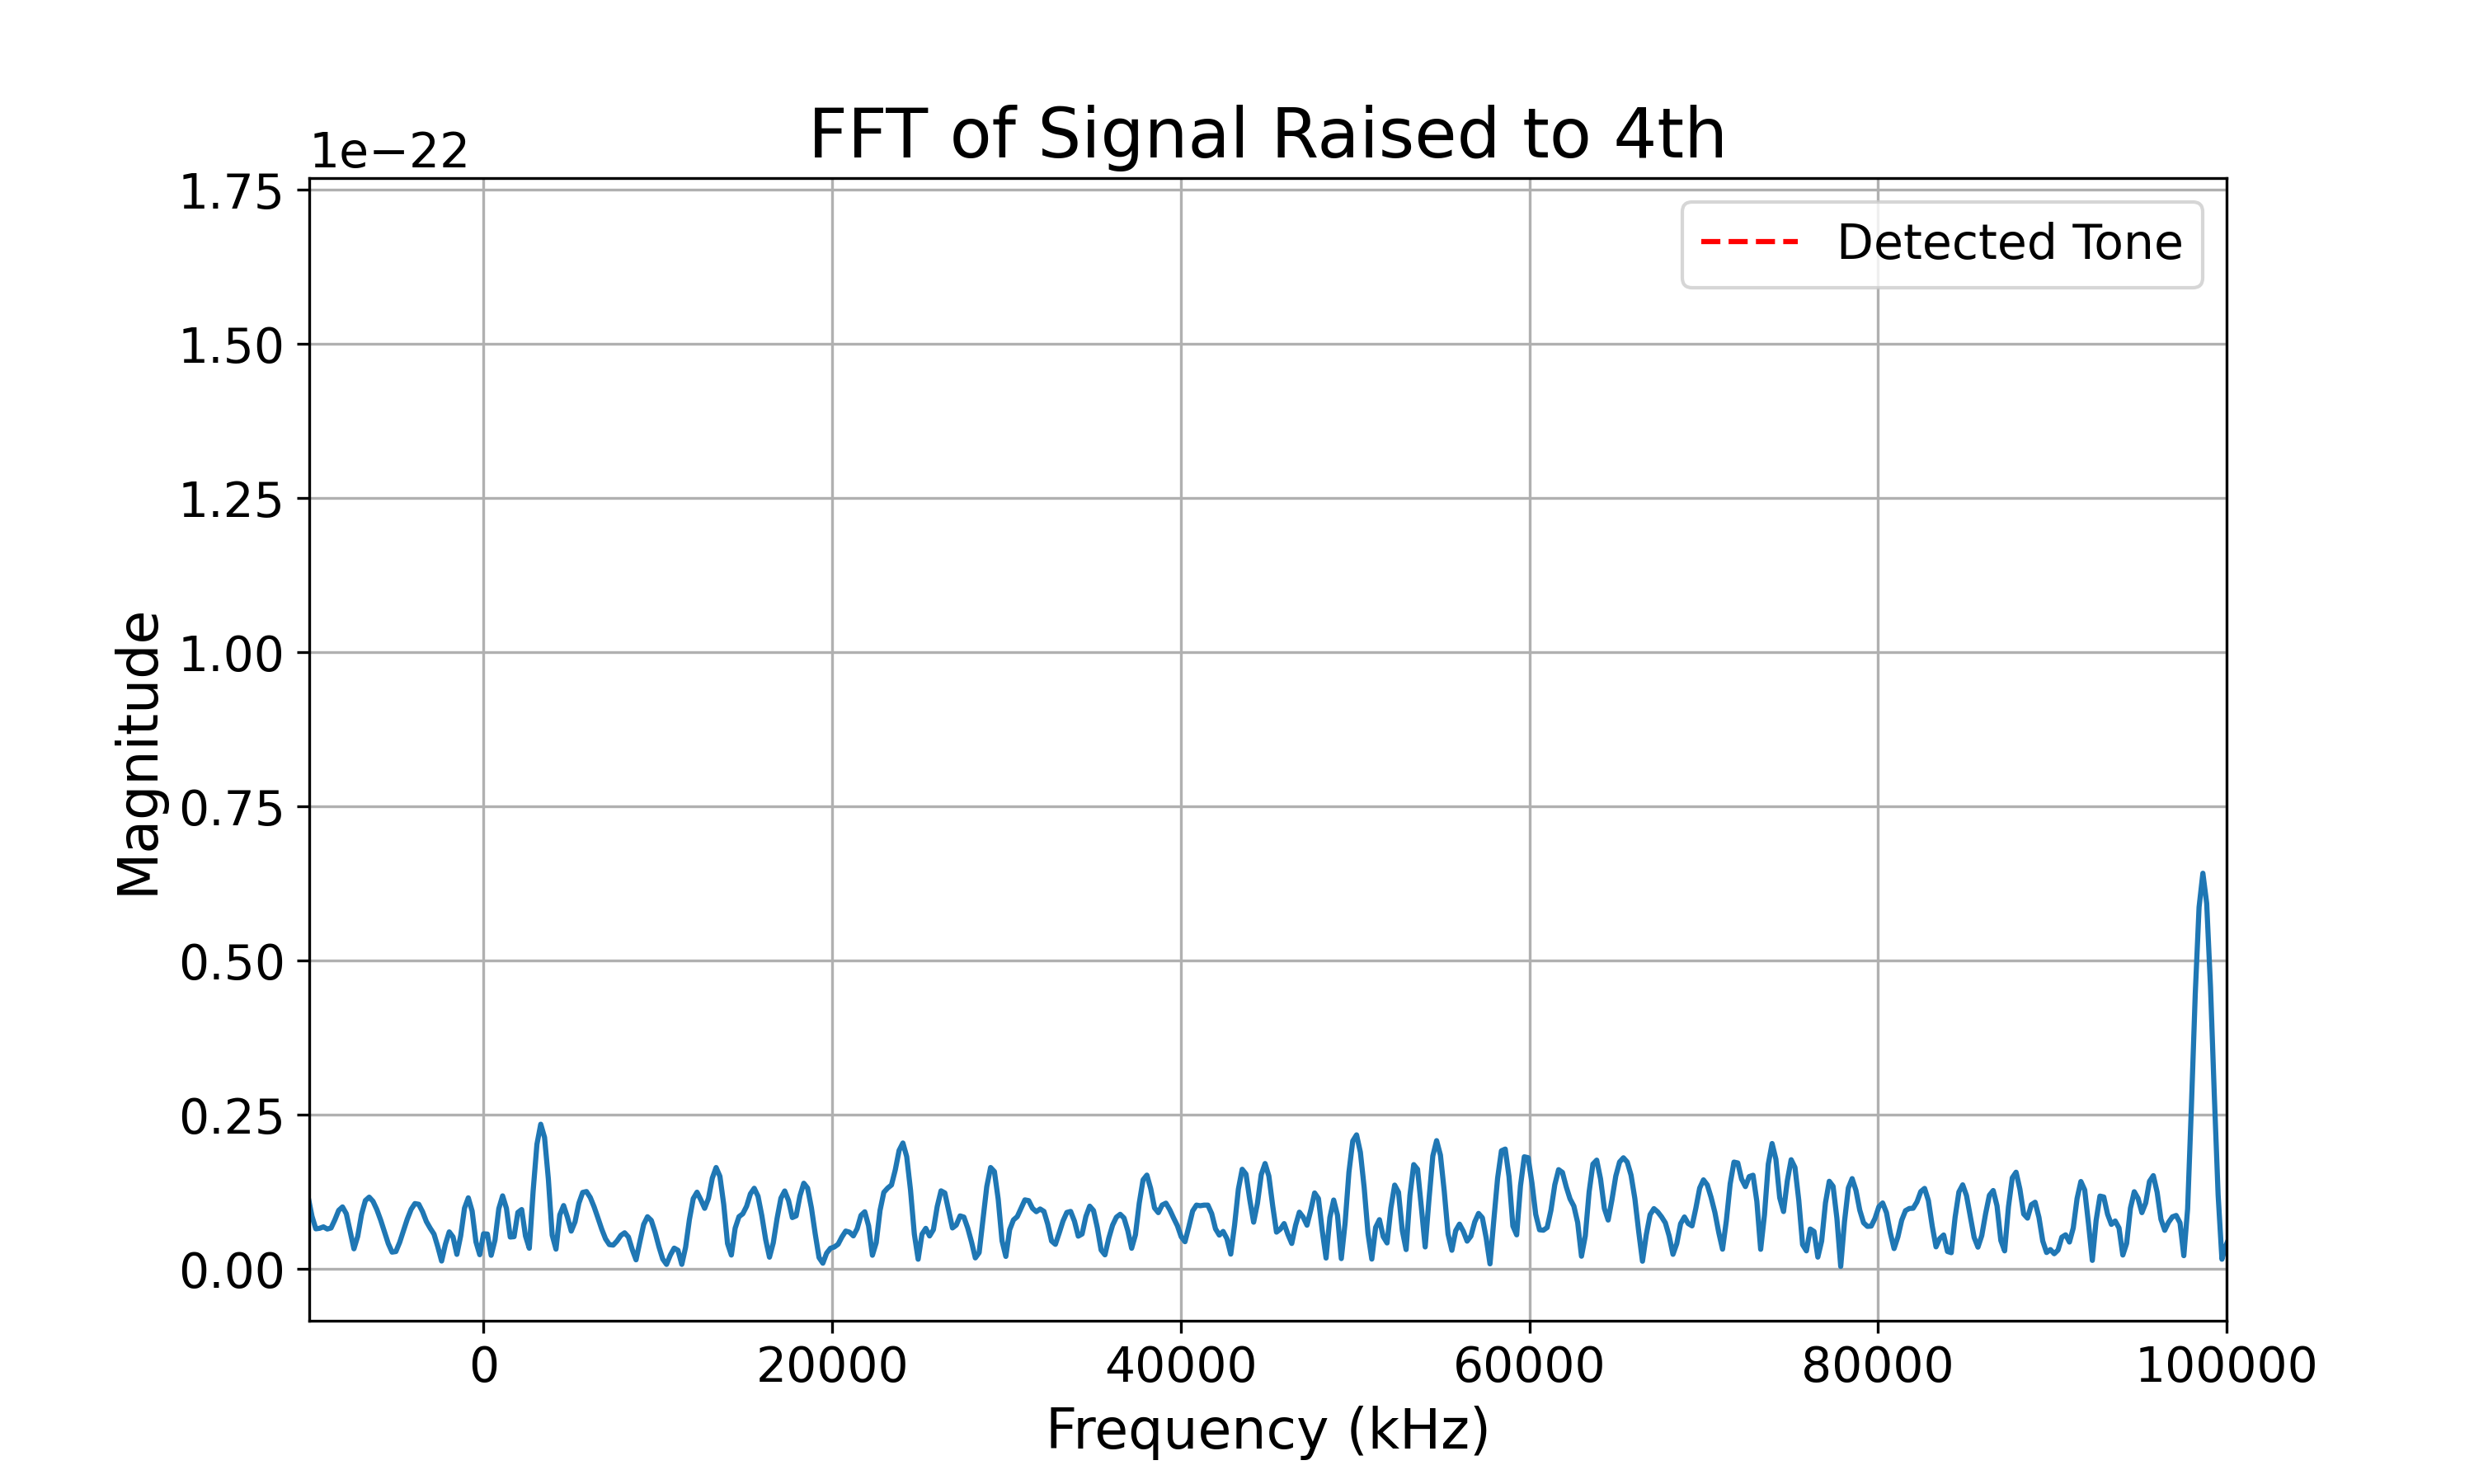 FFT of Signal Raised to 4th
1e−22
1.75
1.50
1.25
1.00
0.75
0.50
0.25
0.00
Magnitude
Detected Tone
0 20000 40000 60000 80000 100000
Frequency (kHz)